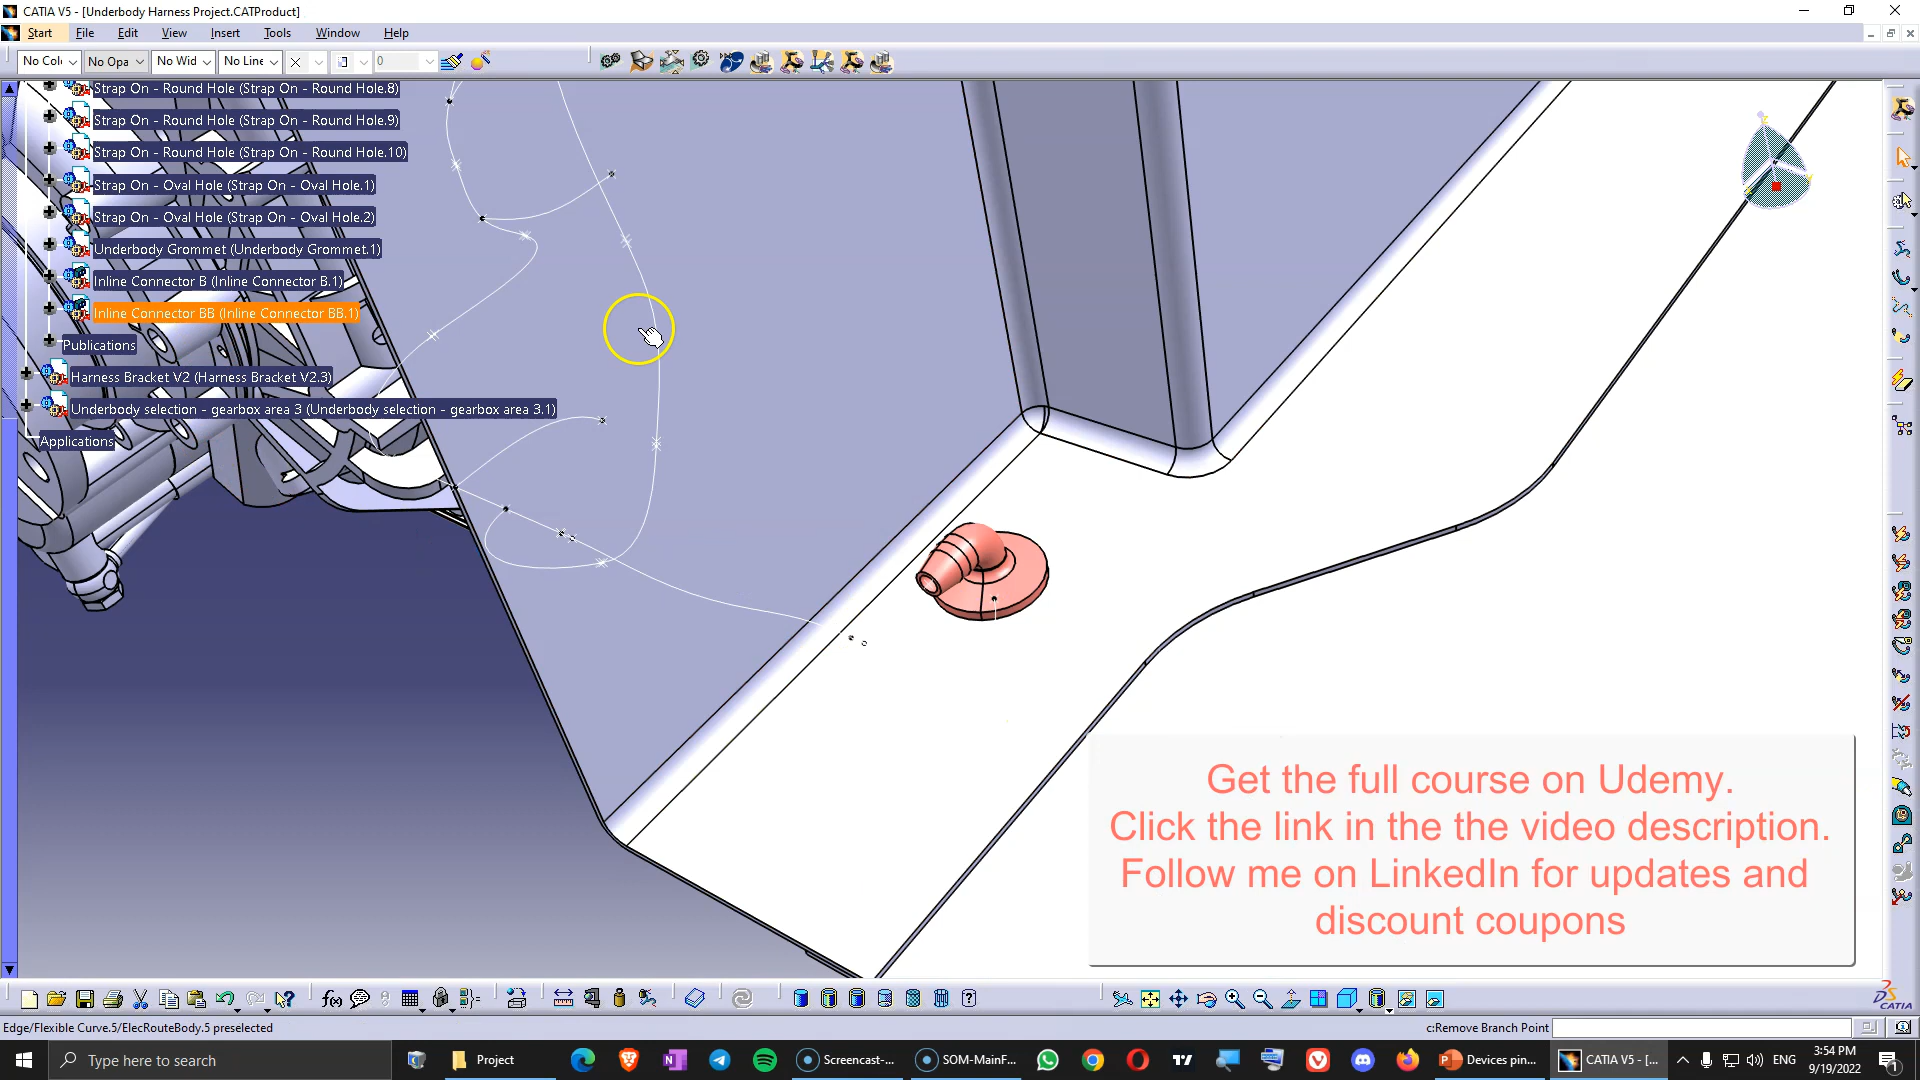 CATIA V5 - [Underbody Harness Project.CATProduct]
Start File Edit View Insert Tools Window Help
No Col No Opa No Wid No Line 0
Strap On - Round Hole (Strap On - Round Hole.8)
Strap On - Round Hole (Strap On - Round Hole.9)
Strap On - Round Hole (Strap On - Round Hole.10)
Strap On - Oval Hole (Strap On - Oval Hole.1)
Strap On - Oval Hole (Strap On - Oval Hole.2)
Underbody Grommet (Underbody Grommet.1)
Inline Connector B (Inline Connector B.1)
Inline Connector BB (Inline Connector BB.1)
Publications
Harness Bracket V2 (Harness Bracket V2.3)
Underbody selection - gearbox area 3 (Underbody selection - gearbox area 3.1)
Applications
Get the full course on Udemy.
Click the link in the the video description.
Follow me on LinkedIn for updates and
discount coupons
f(x)
CATIA
Edge/Flexible Curve.5/ElecRouteBody.5 preselected
c:Remove Branch Point
Type here to search
Project
Screencast-...
SOM-MainF...
Devices pin...
CATIA V5 - [...
ENG
3:54 PM
9/19/2022